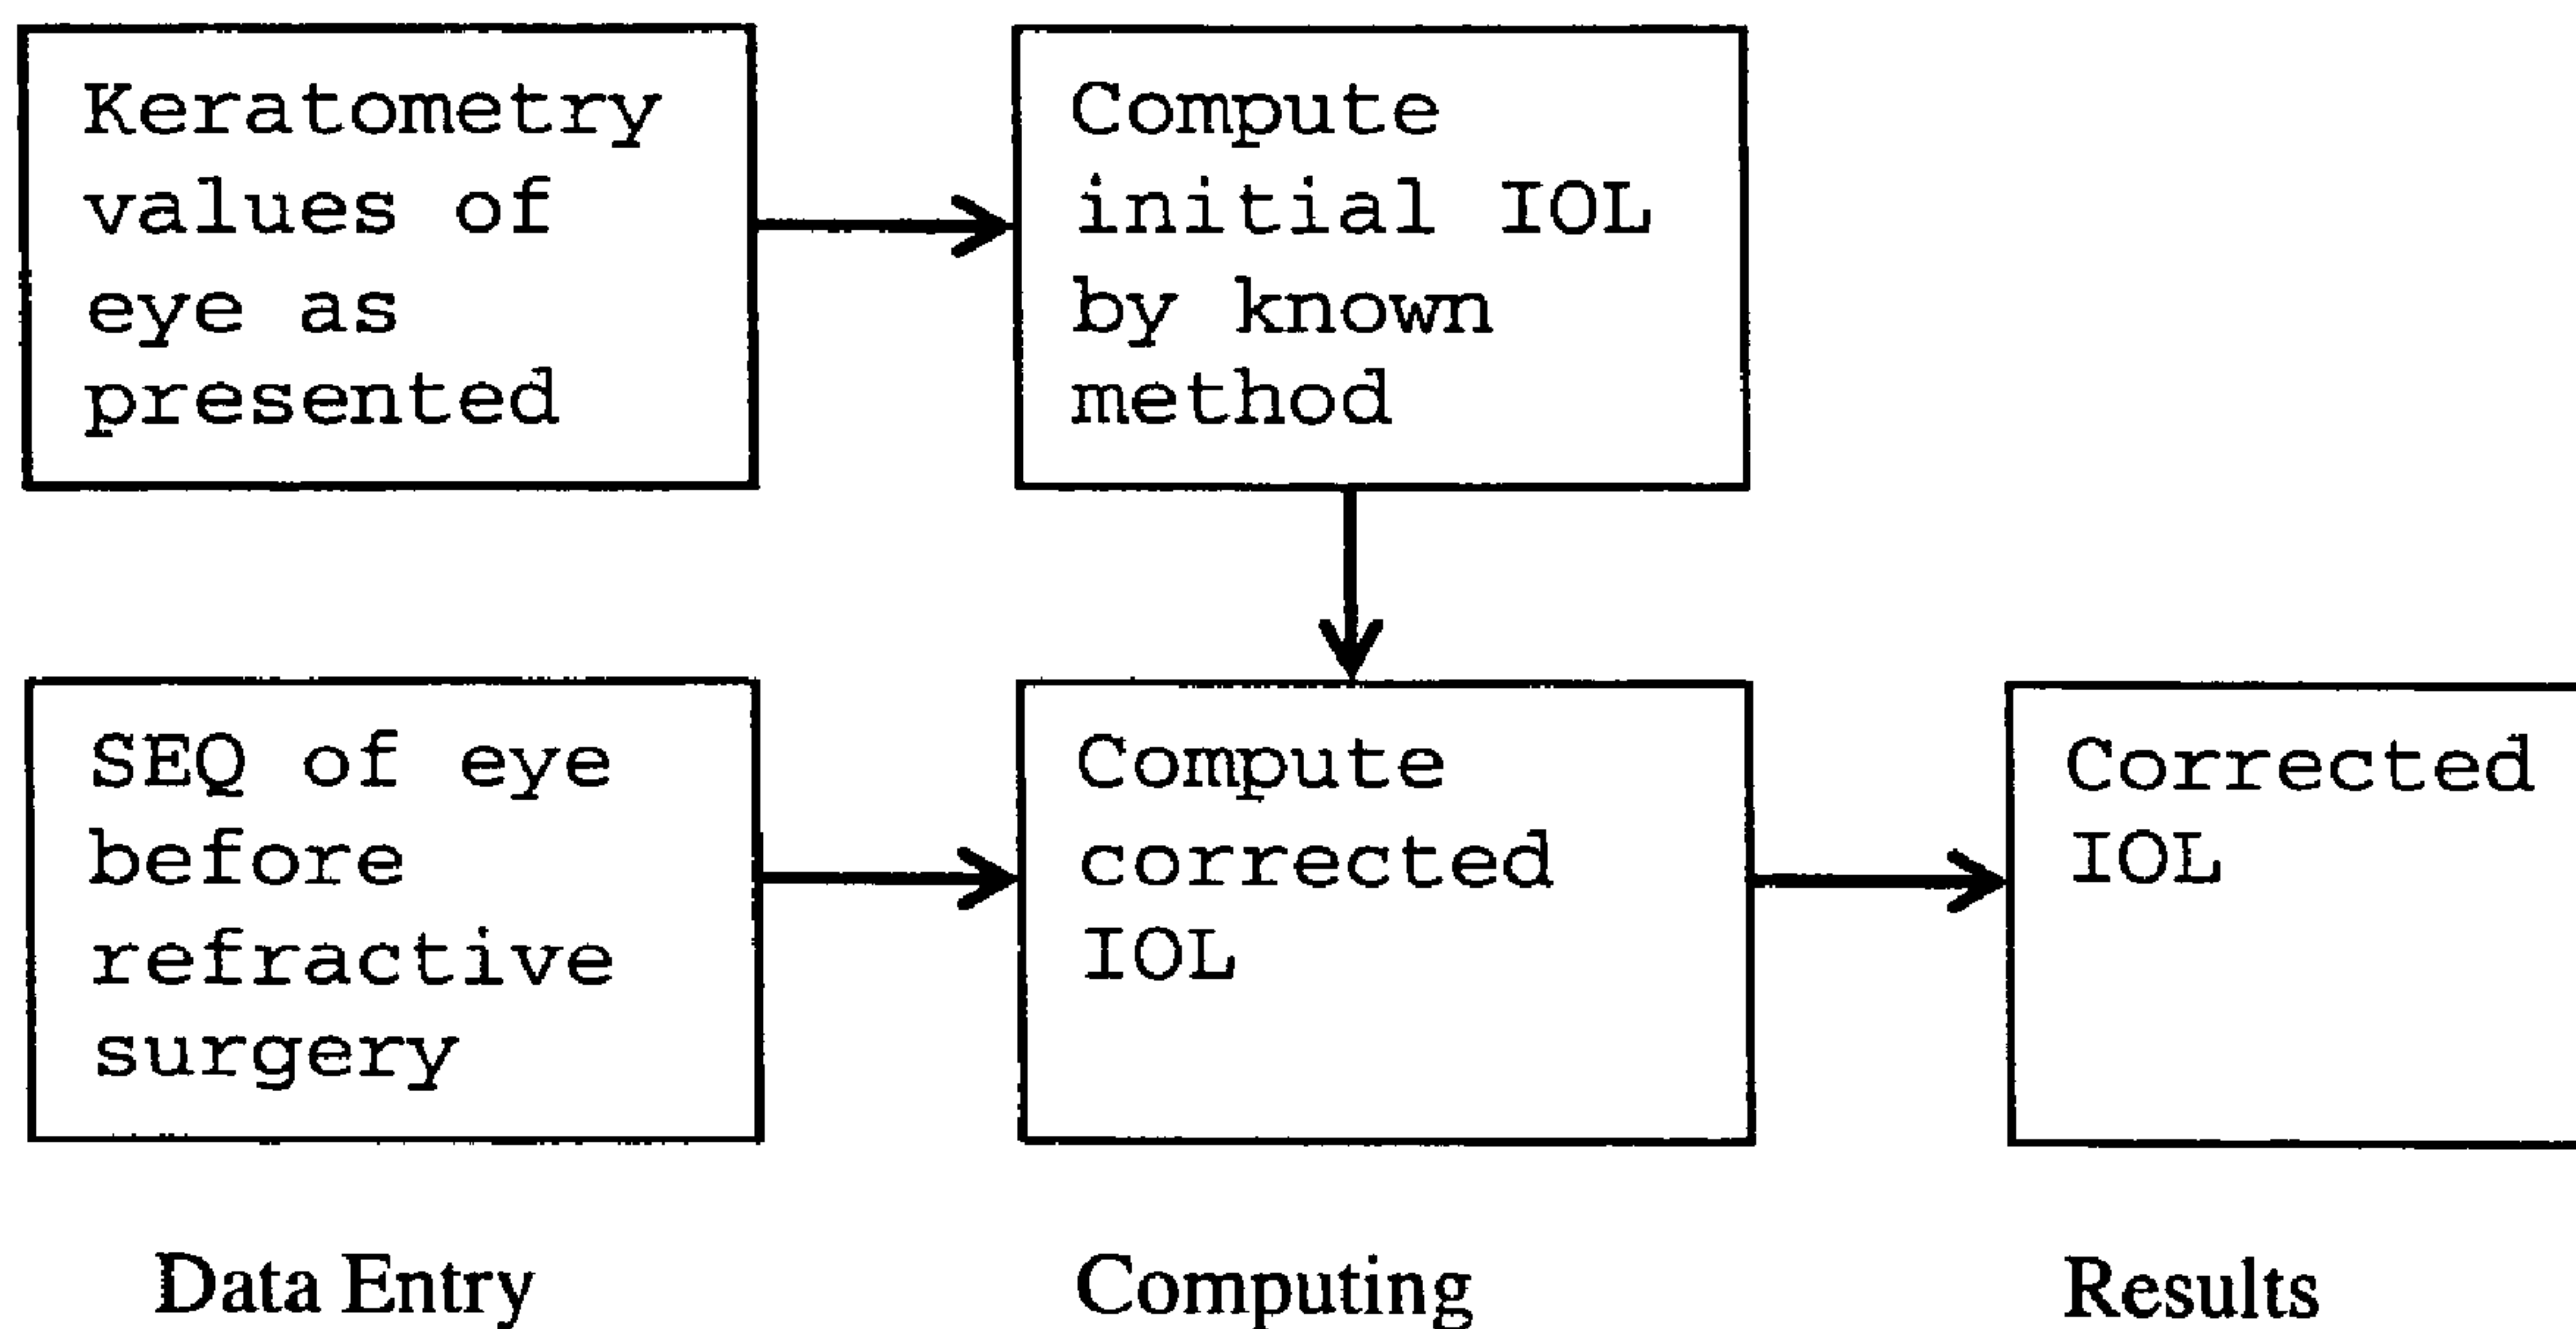 Keratometry
values of
eye as
presented
Compute
initial IOL
by known
method
SEQ of eye
before
refractive
surgery
Compute
corrected
IOL
Corrected
IOL
Data Entry
Computing
Results